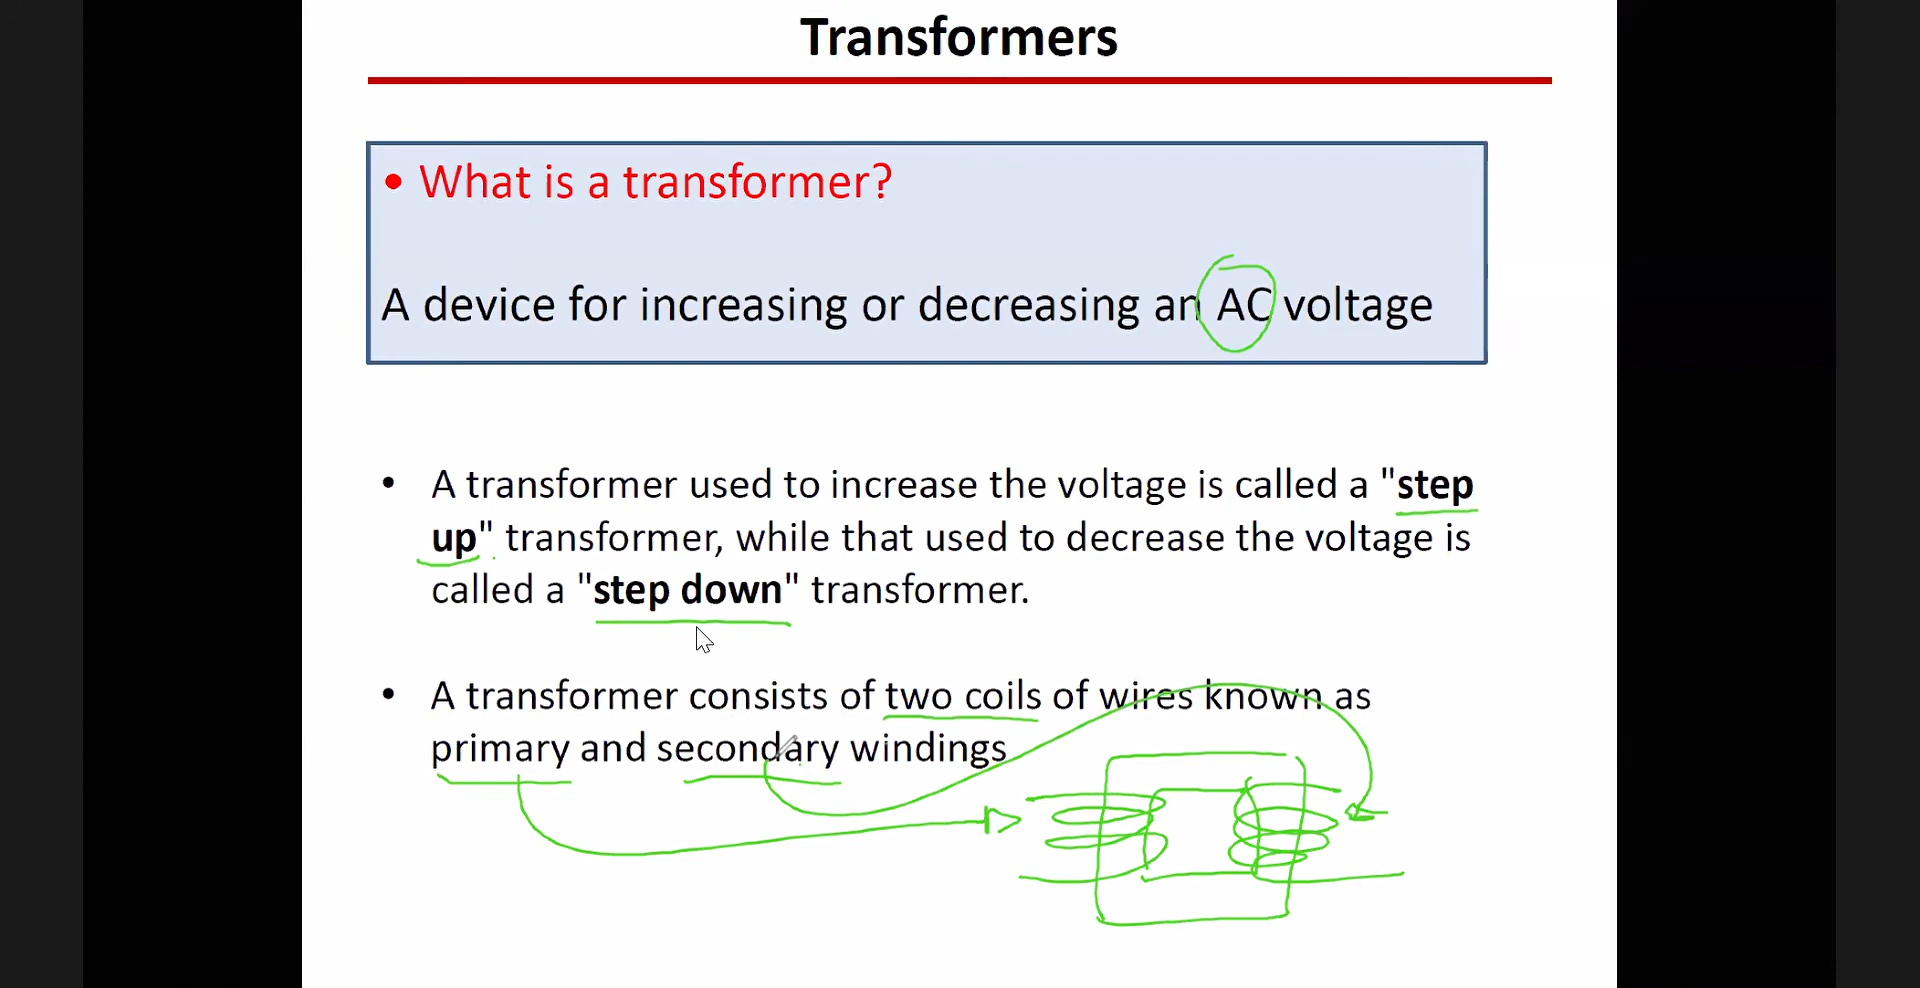 Transformers
• What is a transformer?
A device for increasing or decreasing an AC voltage
• A transformer used to increase the voltage is called a "step
up" transformer, while that used to decrease the voltage is
called a "step down" transformer.
• A transformer consists of two coils of wires known as
primary and secondary windings